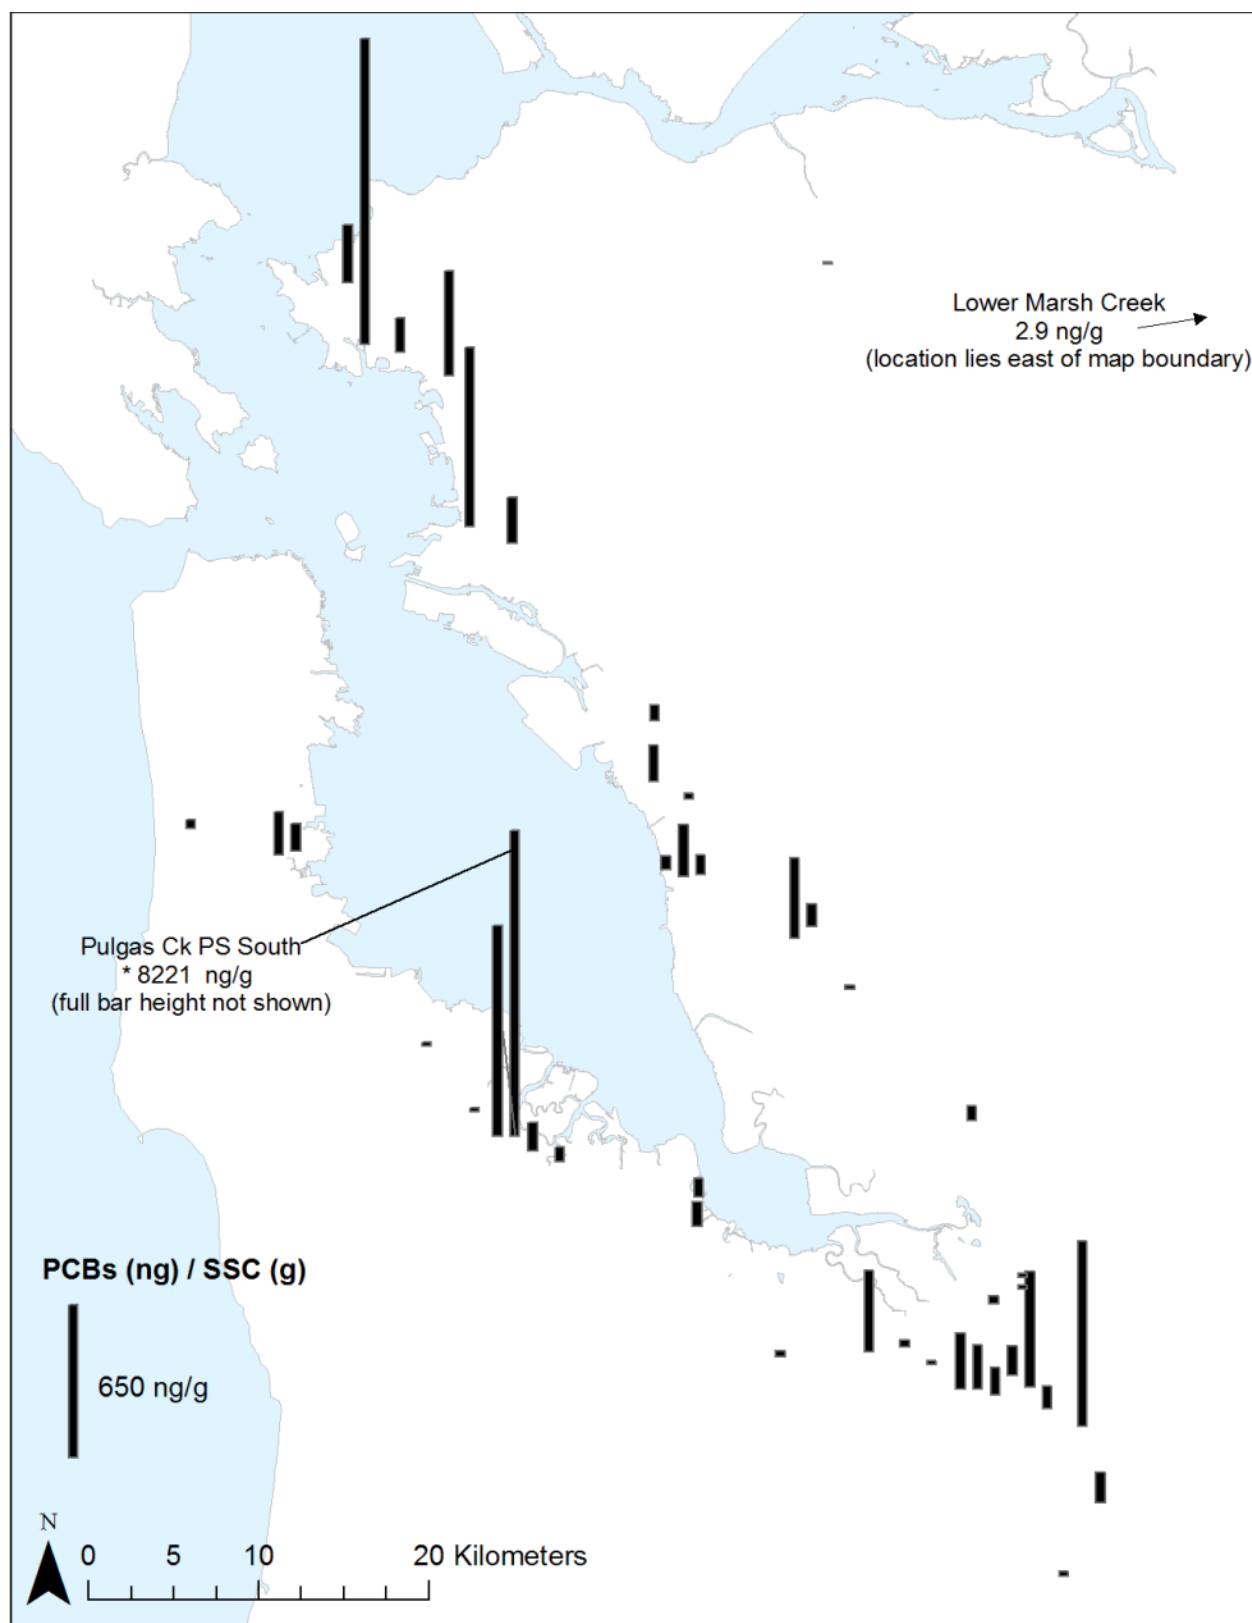 Lower Marsh Creek
2.9 ng/g
(location lies east of map boundary)
Pulgas Ck PS South
* 8221 ng/g
(full bar height not shown)
PCBs (ng) / SSC (g)
650 ng/g
N
0 5 10 20 Kilometers